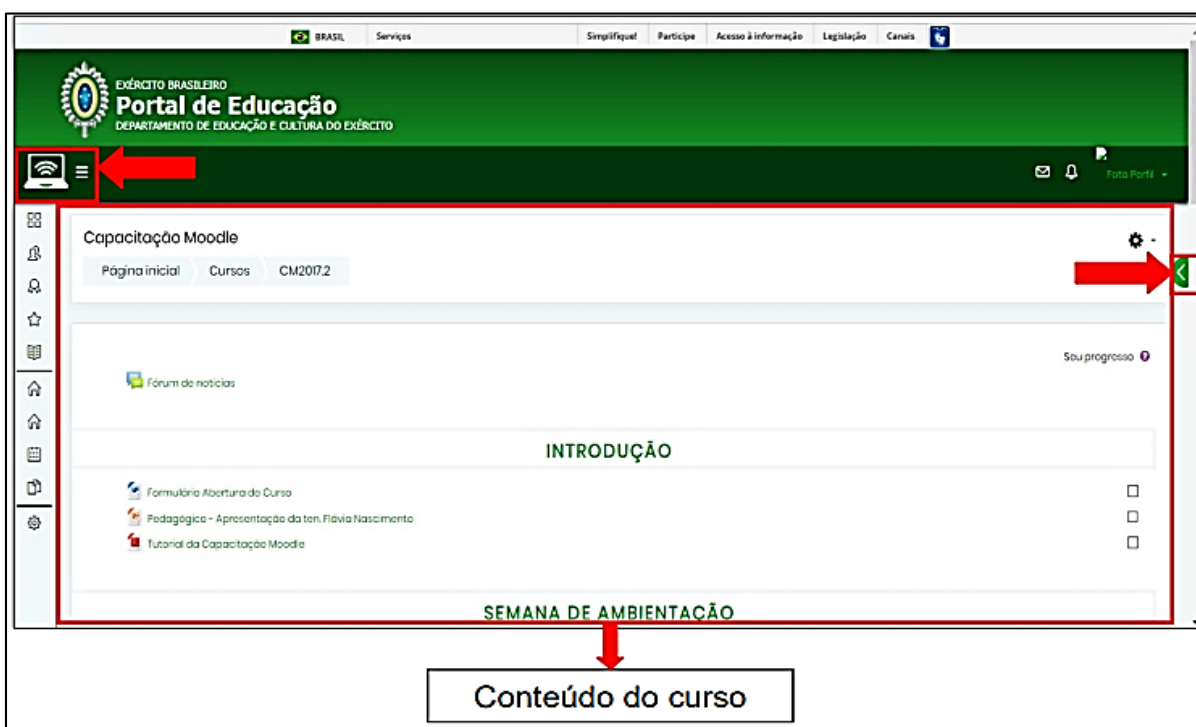 BRASIL Serviços Simplifique! Participe Acesso à informação Legislação Canais
EXÉRCITO BRASILEIRO
Portal de Educação
DEPARTAMENTO DE EDUCAÇÃO E CULTURA DO EXÉRCITO
Foto Perfil
Capacitação Moodle
Página inicial Cursos CM2017.2
Seu progresso
Fórum de notícias
INTRODUÇÃO
Formulário Abertura do Curso
Pedagógico - Apresentação da ten. Flávia Nascimento
Tutorial da Capacitação Moodle
SEMANA DE AMBIENTAÇÃO
Conteúdo do curso